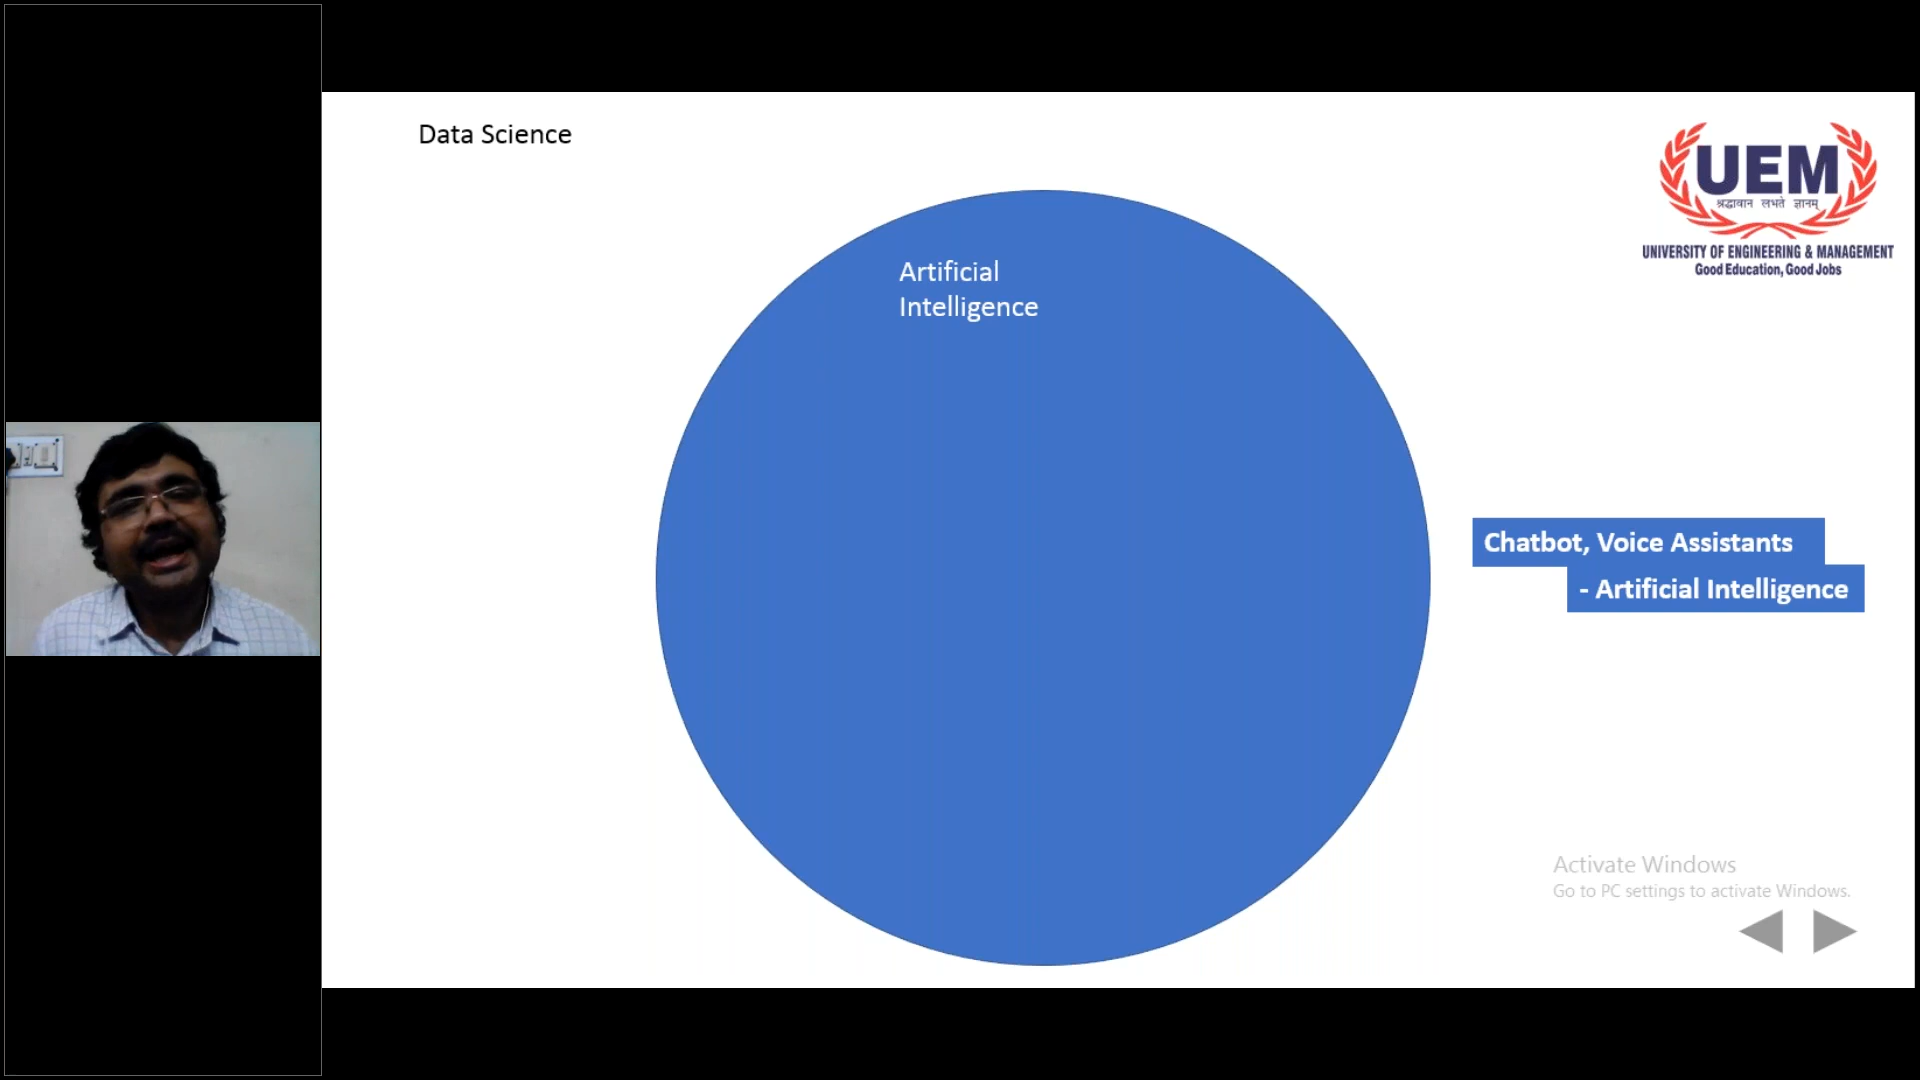 Data Science
UEM
श्रद्धावान लभते ज्ञानम्
UNIVERSITY OF ENGINEERING & MANAGEMENT
Good Education, Good Jobs
Artificial
Intelligence
Chatbot, Voice Assistants
- Artificial Intelligence
Activate Windows
Go to PC settings to activate Windows.